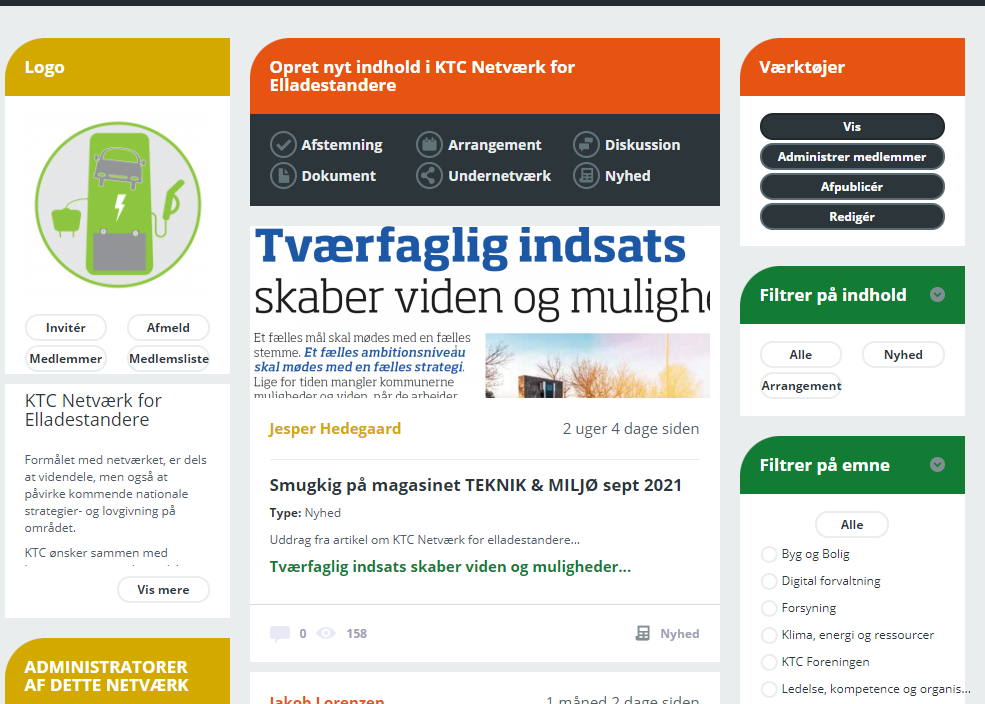 Logo
Invitér
Afmeld
Medlemmer
Medlemsliste
KTC Netværk for
Elladestandere
Formålet med netværket, er dels
at videndele, men også at
påvirke kommende nationale
strategier- og lovgivning på
området.
KTC ønsker sammen med
Vis mere
ADMINISTRATORER
AF DETTE NETVÆRK
Opret nyt indhold i KTC Netværk for
Elladestandere
Afstemning
Arrangement
Diskussion
Dokument
Undernetværk
Nyhed
Tværfaglig indsats
skaber viden og muligh
Et fælles mål skal mødes med en fælles
stemme. Et fælles ambitionsniveau
skal mødes med en fælles strategi.
Lige for tiden mangler kommunerne
muligheder og viden, når de arbejder
Jesper Hedegaard
2 uger 4 dage siden
Smugkig på magasinet TEKNIK & MILJØ sept 2021
Type: Nyhed
Uddrag fra artikel om KTC Netværk for elladestandere...
Tværfaglig indsats skaber viden og muligheder...
0
158
Nyhed
Jakob Lorenzen
1 måned 2 dage siden
Værktøjer
Vis
Administrer medlemmer
Afpublicér
Redigér
Filtrer på indhold
Alle
Nyhed
Arrangement
Filtrer på emne
Alle
Byg og Bolig
Digital forvaltning
Forsyning
Klima, energi og ressourcer
KTC Foreningen
Ledelse, kompetence og organis...